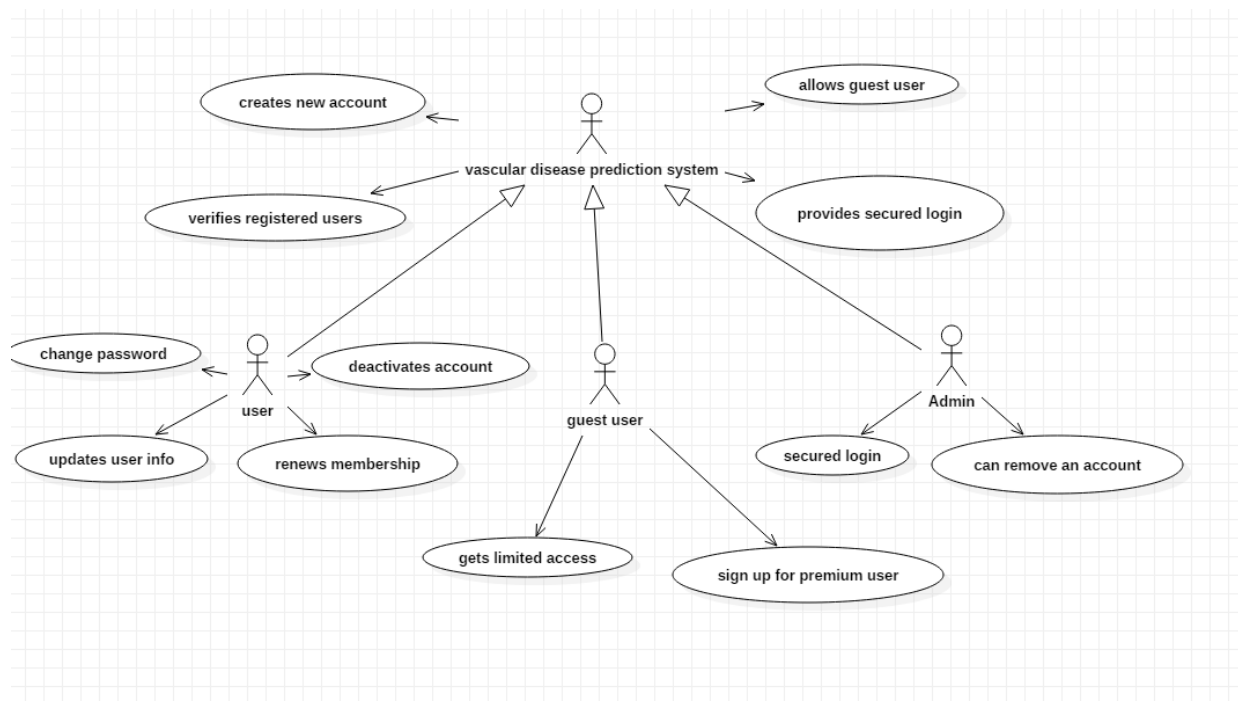 creates new account
allows guest user
vascular disease prediction system
verifies registered users
provides secured login
change password
deactivates account
user
guest user
Admin
updates user info
renews membership
secured login
can remove an account
gets limited access
sign up for premium user